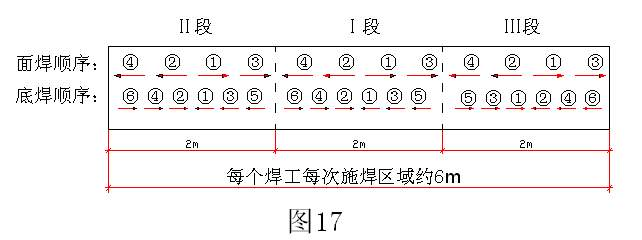 II段 I段 III段
面焊顺序: ④ ② ① ③ ④ ② ① ③ ④ ② ① ③
底焊顺序: ⑥ ④ ② ① ③ ⑤ ⑥ ④ ② ① ③ ⑤ ⑤ ③ ① ② ④ ⑥
2m 2m 2m
每个焊工每次施焊区域约6m
图17